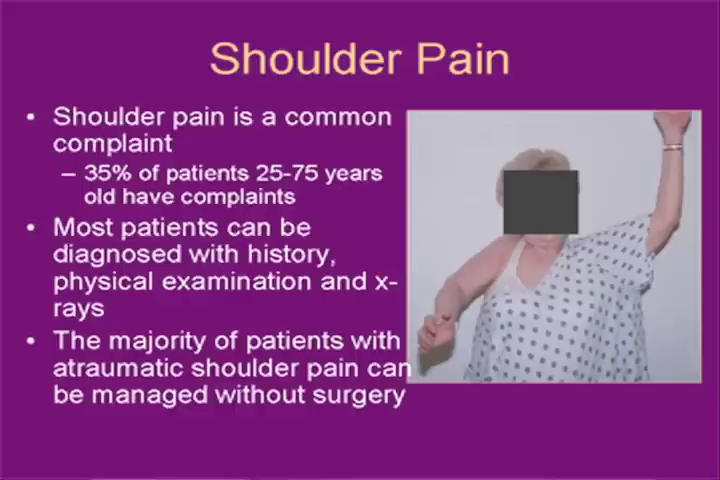 Shoulder Pain
• Shoulder pain is a common
complaint
– 35% of patients 25-75 years
old have complaints
• Most patients can be
diagnosed with history,
physical examination and x-
rays
• The majority of patients with
atraumatic shoulder pain can
be managed without surgery